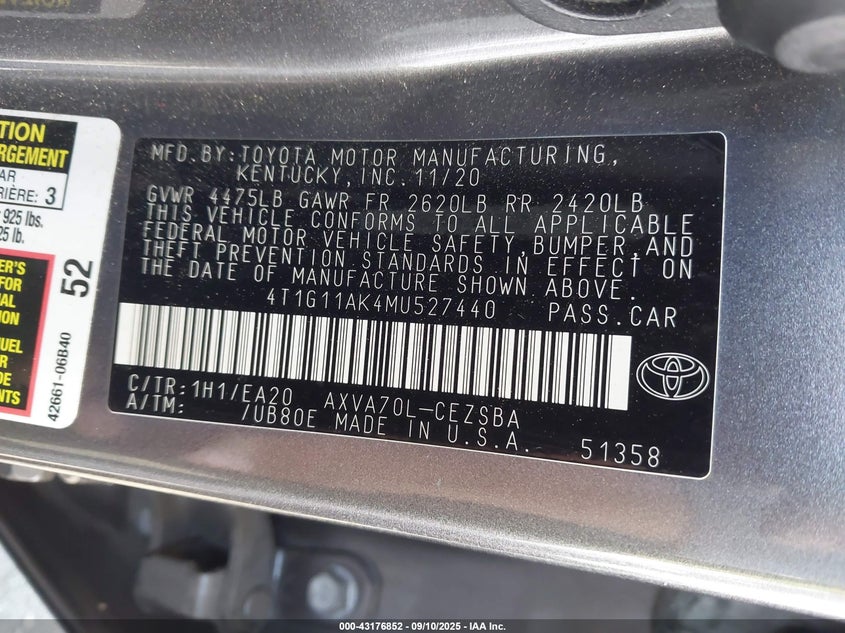 TION
RGEMENT
AR
RIÈRE: 3
925 lbs.
25 lb.
52
42661-06B40
MFD.BY:TOYOTA MOTOR MANUFACTURING,
KENTUCKY,INC.11/20
GVWR 4475LB GAWR FR 2620LB RR 2420LB
THIS VEHICLE CONFORMS TO ALL APPLICABLE
FEDERAL MOTOR VEHICLE SAFETY,BUMPER,AND
THEFT PREVENTION STANDARDS IN EFFECT ON
THE DATE OF MANUFACTURE SHOWN ABOVE.
4T1G11AK4MU527440 PASS.CAR
C/TR:1H1/EA20 AXVA70L-CEZSBA
A/TM: /UB80E MADE IN U.S.A. 51358
000-43176852 - 09/10/2025 - IAA Inc.